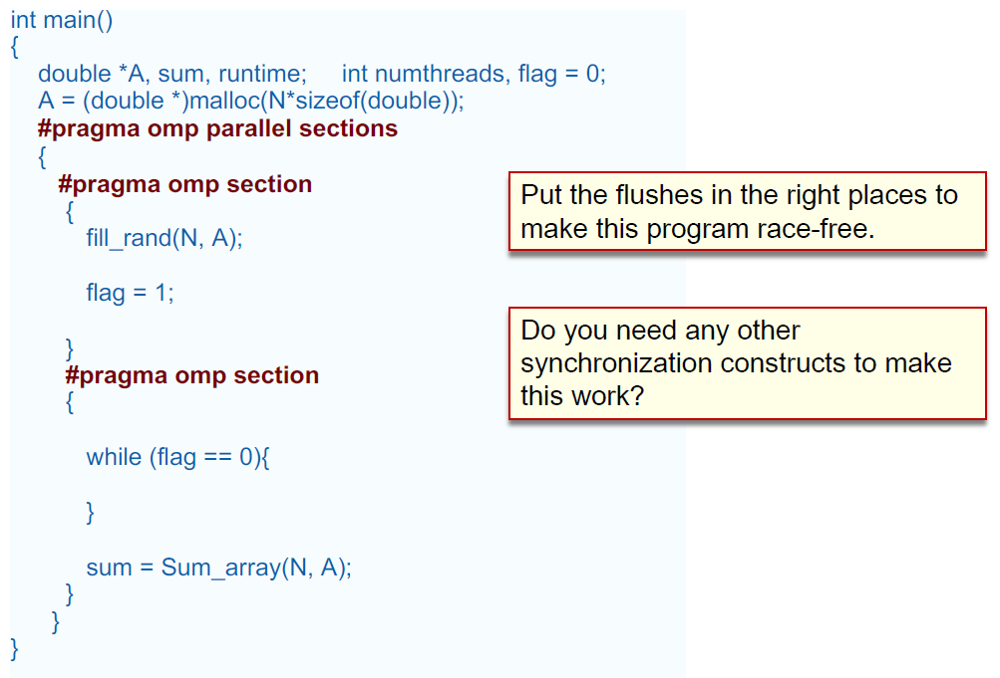 int main()
{
double *A, sum, runtime; int numthreads, flag = 0;
A = (double *)malloc(N*sizeof(double));
#pragma omp parallel sections
{
#pragma omp section
{
fill_rand(N, A);
flag = 1;
}
#pragma omp section
{
while (flag == 0){
}
sum = Sum_array(N, A);
}
}
}
Put the flushes in the right places to
make this program race-free.
Do you need any other
synchronization constructs to make
this work?